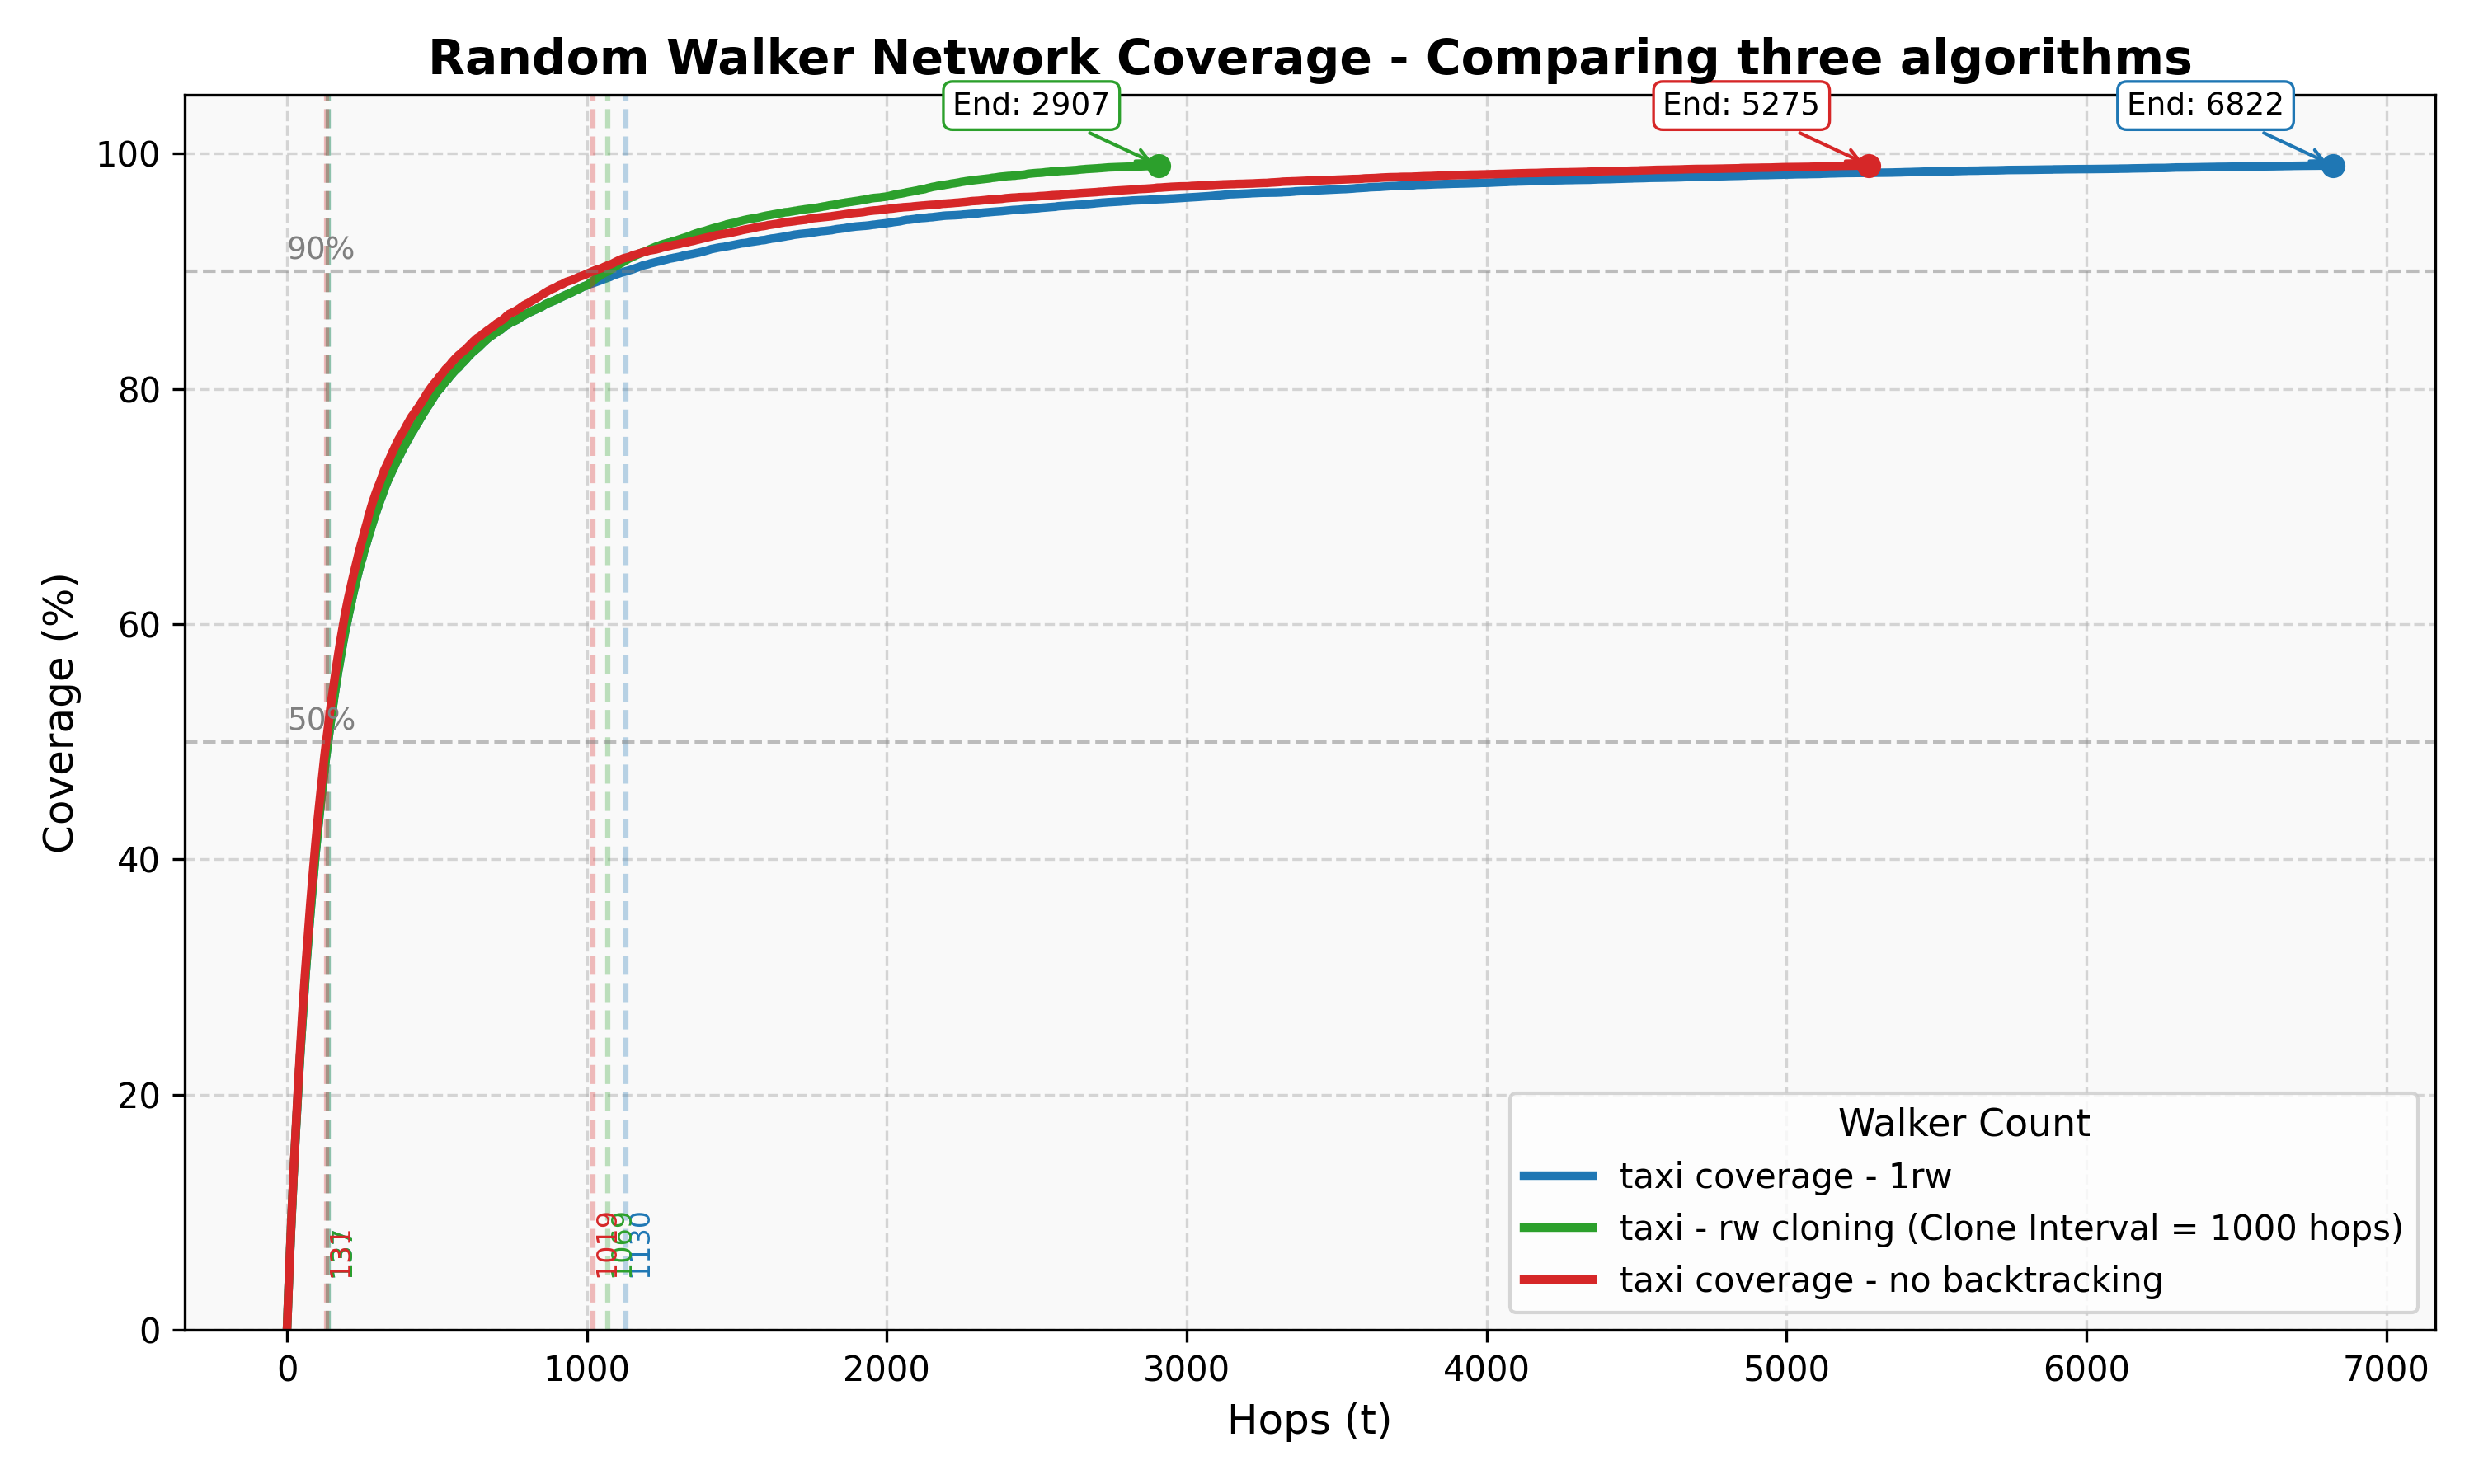 Random Walker Network Coverage - Comparing three algorithms
End: 2907
End: 5275
End: 6822
Coverage (%)
100
80
60
40
20
0
90%
50%
131
1019
1069
1130
Walker Count
taxi coverage - 1rw
taxi - rw cloning (Clone Interval = 1000 hops)
taxi coverage - no backtracking
0 1000 2000 3000 4000 5000 6000 7000
Hops (t)